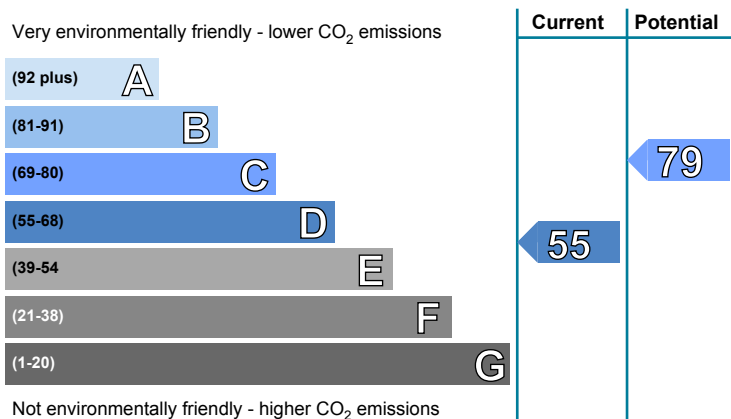 Very environmentally friendly - lower CO₂ emissions
Current
Potential
(92 plus) A
(81-91) B
(69-80) C
79
(55-68) D
55
(39-54 E
(21-38) F
(1-20) G
Not environmentally friendly - higher CO₂ emissions